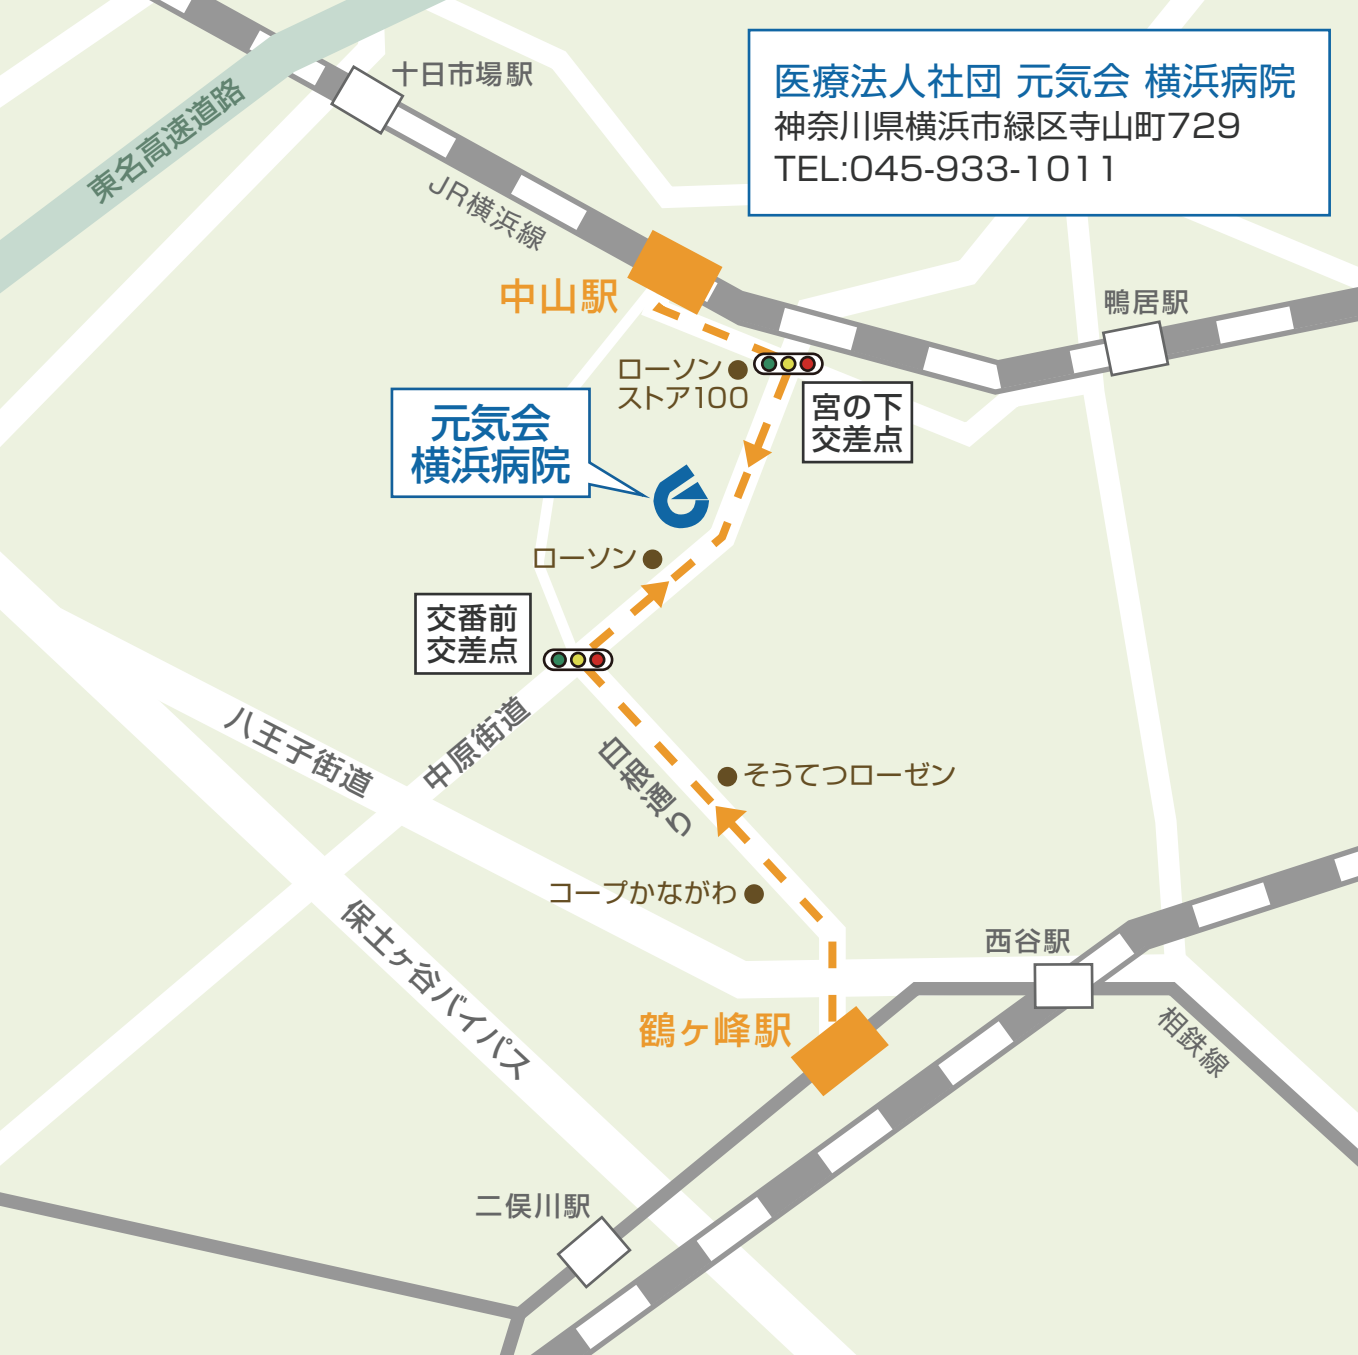 十日市場駅
東名高速道路
JR横浜線
医療法人社団 元気会 横浜病院
神奈川県横浜市緑区寺山町729
TEL:045-933-1011
中山駅
鴨居駅
ローソン
ストア100
宮の下
交差点
元気会
横浜病院
ローソン
交番前
交差点
八王子街道
中原街道
白根通り
そうてつローゼン
コープかながわ
保土ヶ谷バイパス
西谷駅
鶴ヶ峰駅
相鉄線
二俣川駅